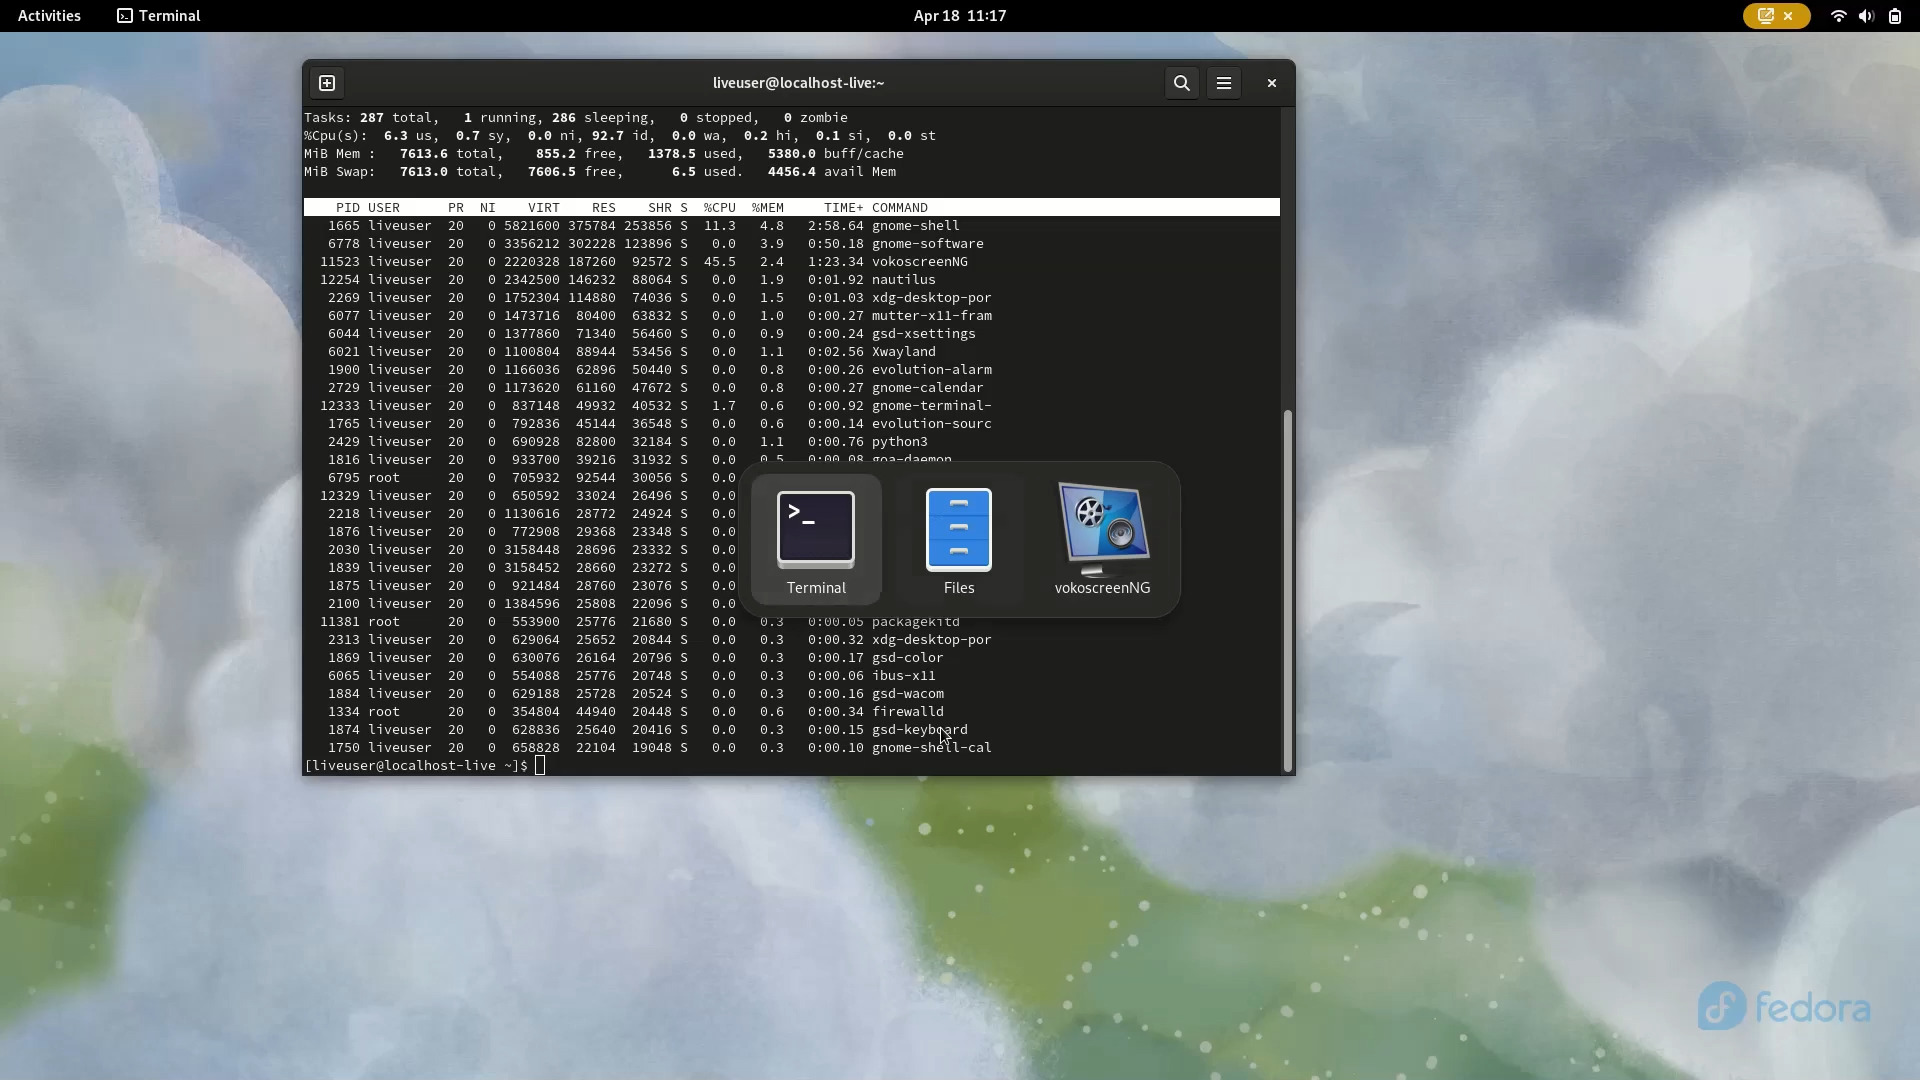 Activities Terminal Apr 18 11:17
liveuser@localhost-live:~
Tasks: 287 total, 1 running, 286 sleeping, 0 stopped, 0 zombie
%Cpu(s): 6.3 us, 0.7 sy, 0.0 ni, 92.7 id, 0.0 wa, 0.2 hi, 0.1 si, 0.0 st
MiB Mem : 7613.6 total, 855.2 free, 1378.5 used, 5380.0 buff/cache
MiB Swap: 7613.0 total, 7606.5 free, 6.5 used. 4456.4 avail Mem
PID USER PR NI VIRT RES SHR S %CPU %MEM TIME+ COMMAND
1665 liveuser 20 0 5821600 375784 253856 S 11.3 4.8 2:58.64 gnome-shell
6778 liveuser 20 0 3356212 302228 123896 S 0.0 3.9 0:50.18 gnome-software
11523 liveuser 20 0 2220328 187260 92572 S 45.5 2.4 1:23.34 vokoscreenNG
12254 liveuser 20 0 2342500 146232 88064 S 0.0 1.9 0:01.92 nautilus
2269 liveuser 20 0 1752304 114880 74036 S 0.0 1.5 0:01.03 xdg-desktop-por
6077 liveuser 20 0 1473716 80400 63832 S 0.0 1.0 0:00.27 mutter-x11-fram
6044 liveuser 20 0 1377860 71340 56460 S 0.0 0.9 0:00.24 gsd-xsettings
6021 liveuser 20 0 1100804 88944 53456 S 0.0 1.1 0:02.56 Xwayland
1900 liveuser 20 0 1166036 62896 50440 S 0.0 0.8 0:00.26 evolution-alarm
2729 liveuser 20 0 1173620 61160 47672 S 0.0 0.8 0:00.27 gnome-calendar
12333 liveuser 20 0 837148 49932 40532 S 1.7 0.6 0:00.92 gnome-terminal-
1765 liveuser 20 0 792836 45144 36548 S 0.0 0.6 0:00.14 evolution-sourc
2429 liveuser 20 0 690928 82800 32184 S 0.0 1.1 0:00.76 python3
1816 liveuser 20 0 933700 39216 31932 S 0.0 0.5 0:00.08 goa-daemon
6795 root 20 0 705932 92544 30056 S 0.0
12329 liveuser 20 0 650592 33024 26496 S 0.0
2218 liveuser 20 0 1130616 28772 24924 S 0.0
1876 liveuser 20 0 772908 29368 23348 S 0.0
2030 liveuser 20 0 3158448 28696 23332 S 0.0
1839 liveuser 20 0 3158452 28660 23272 S 0.0
1875 liveuser 20 0 921484 28760 23076 S 0.0
2100 liveuser 20 0 1384596 25808 22096 S 0.0
11381 root 20 0 553900 25776 21680 S 0.0 0.3 0:00.05 packagekitd
2313 liveuser 20 0 629064 25652 20844 S 0.0 0.3 0:00.32 xdg-desktop-por
1869 liveuser 20 0 630076 26164 20796 S 0.0 0.3 0:00.17 gsd-color
6065 liveuser 20 0 554088 25776 20748 S 0.0 0.3 0:00.06 ibus-x11
1884 liveuser 20 0 629188 25728 20524 S 0.0 0.3 0:00.16 gsd-wacom
1334 root 20 0 354804 44940 20448 S 0.0 0.6 0:00.34 firewalld
1874 liveuser 20 0 628836 25640 20416 S 0.0 0.3 0:00.15 gsd-keyboard
1750 liveuser 20 0 658828 22104 19048 S 0.0 0.3 0:00.10 gnome-shell-cal
[liveuser@localhost-live ~]$
Terminal Files vokoscreenNG
fedora